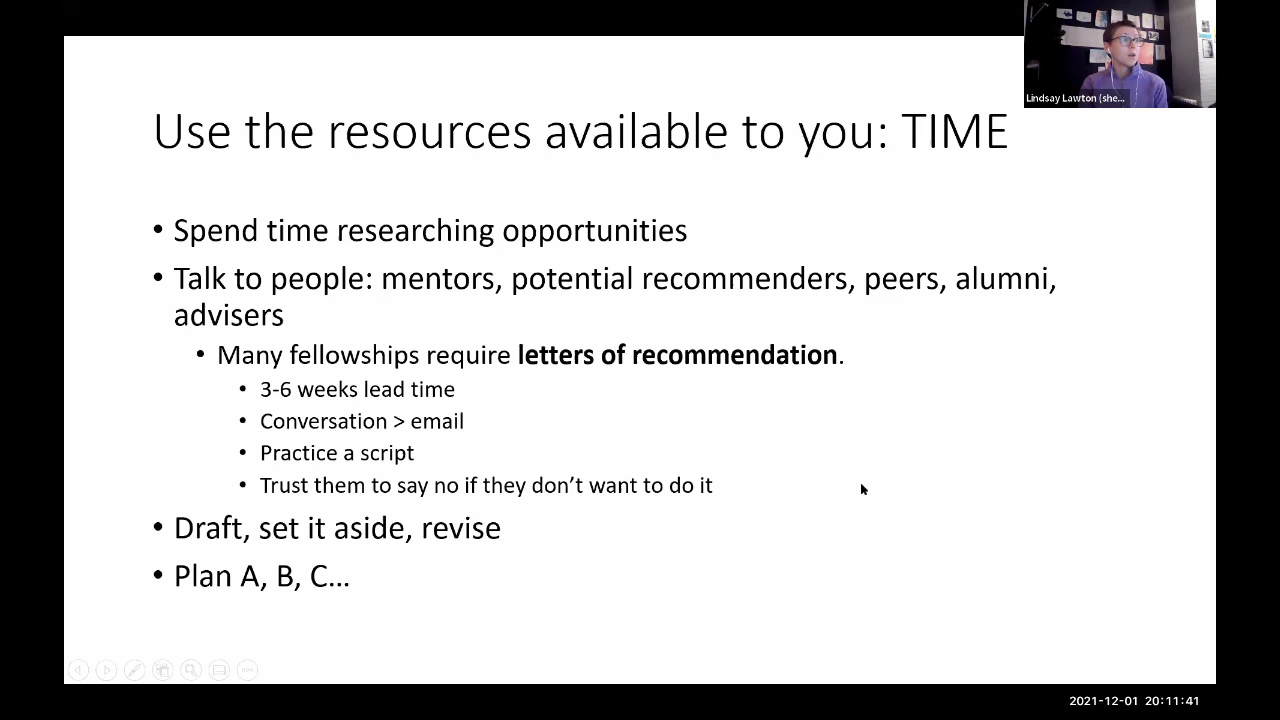 Lindsay Lawton (she...
Use the resources available to you: TIME
• Spend time researching opportunities
• Talk to people: mentors, potential recommenders, peers, alumni,
advisers
• Many fellowships require letters of recommendation.
• 3-6 weeks lead time
• Conversation > email
• Practice a script
• Trust them to say no if they don’t want to do it
• Draft, set it aside, revise
• Plan A, B, C…
2021-12-01 20:11:41